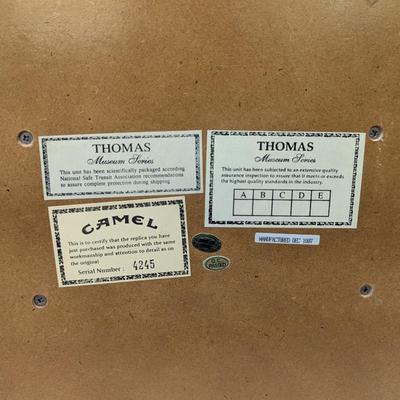 THOMAS
Museum Series
This unit has been scientifically packaged according
National Safe Transit Association recommendations
to assure complete protection during shipping
THOMAS
Museum Series
This unit has been subjected to an extensive quality
assurance inspection to assure that it meets or exceeds
the highest quality standards in the industry.
A B C D E
CAMEL
This is to certify that the replica you have
just purchased was produced with the same
workmanship and attention to detail as on
the original
Serial Number : 4245
MANUFACTURED DEC 1987
Q.C.
PASSED